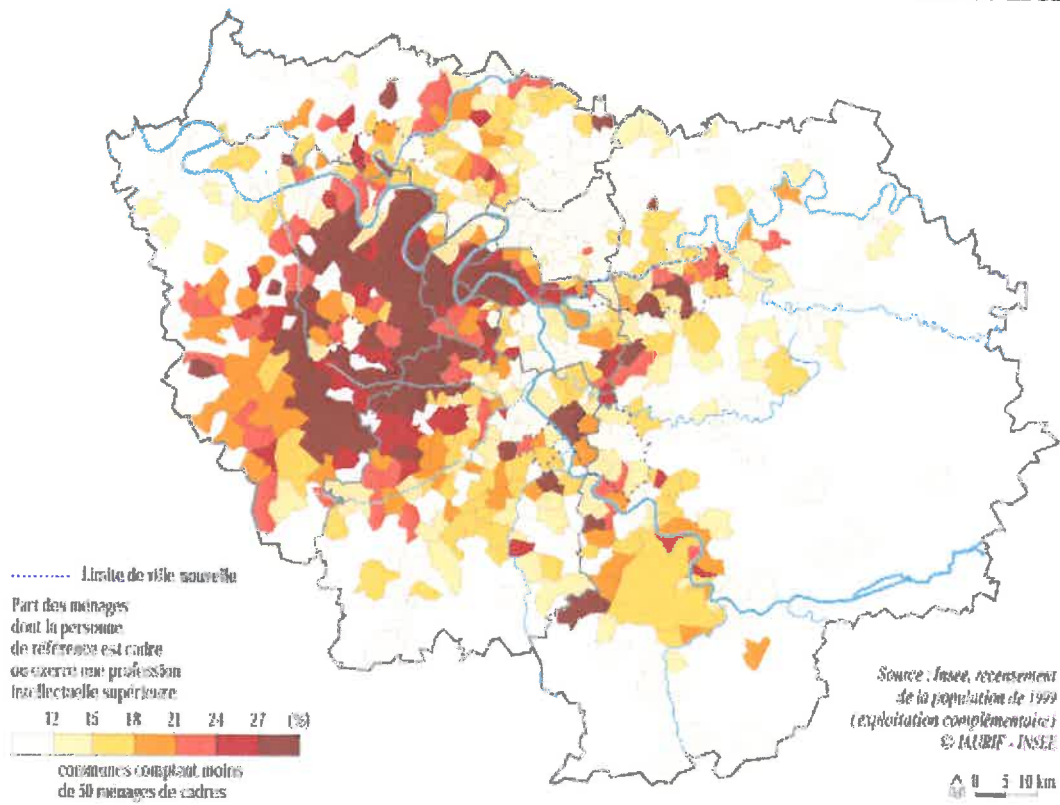 Limite de ville nouvelle
Part des ménages
dont la personne
de référence est cadre
ou exerce une profession
intellectuelle supérieure
12 15 18 21 24 27 (%)
communes comptant moins
de 50 ménages de cadres
Source : Insee, recensement
de la population de 1999
(exploitation complémentaire)
© IAURIF - INSEE
0 5 10 km